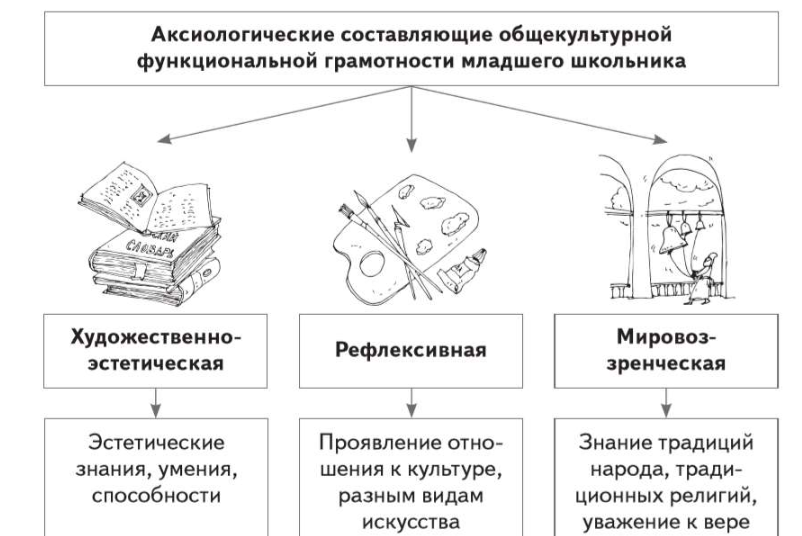 Аксиологические составляющие общекультурной
функциональной грамотности младшего школьника
СЛОВАРЬ
Художественно-
эстетическая
Рефлексивная
Мировоз-
зренческая
Эстетические
знания, умения,
способности
Проявление отно-
шения к культуре,
разным видам
искусства
Знание традиций
народа, тради-
ционных религий,
уважение к вере